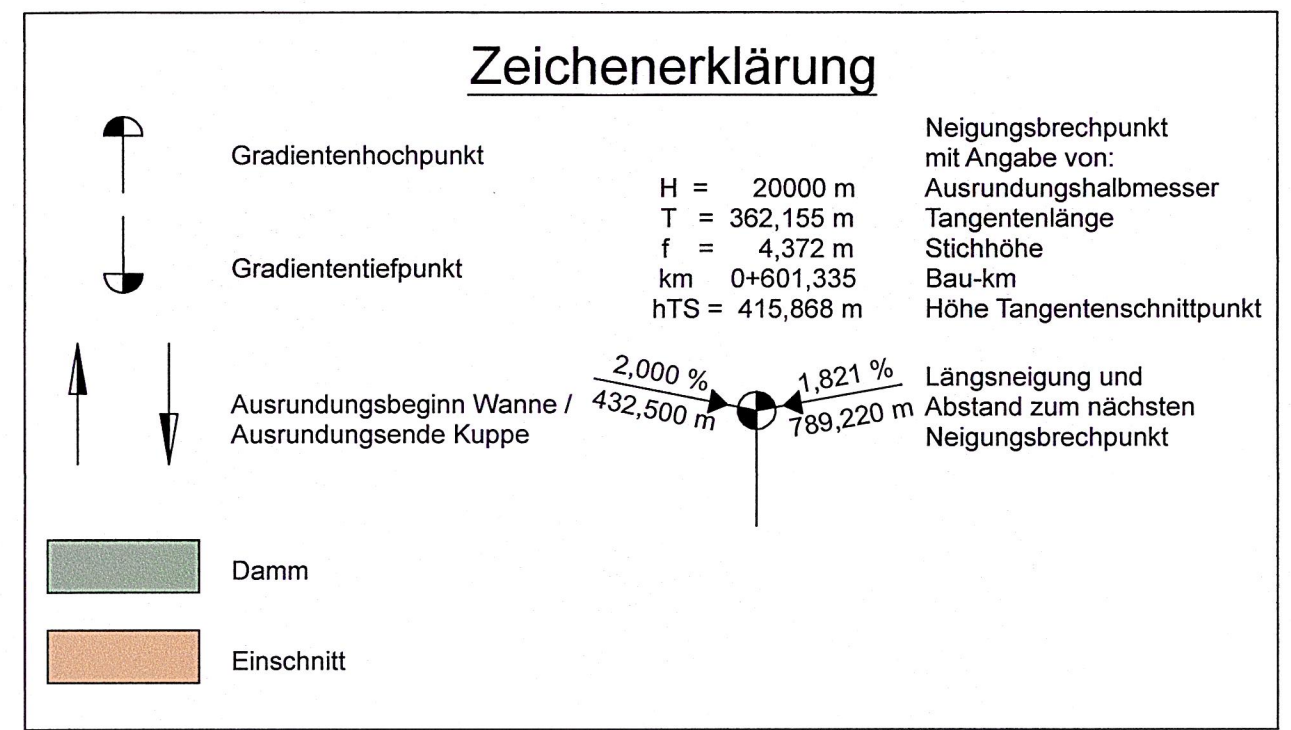 Zeichenerklärung
Gradientenhochpunkt
Gradiententiefpunkt
Ausrundungsbeginn Wanne /
Ausrundungsende Kuppe
Damm
Einschnitt
Neigungsbrechpunkt
mit Angabe von:
H = 20000 m Ausrundungshalbmesser
T = 362,155 m Tangentenlänge
f = 4,372 m Stichhöhe
km 0+601,335 Bau-km
hTS = 415,868 m Höhe Tangentenschnittpunkt
2,000 % 1,821 % Längsneigung und
432,500 m 789,220 m Abstand zum nächsten
Neigungsbrechpunkt